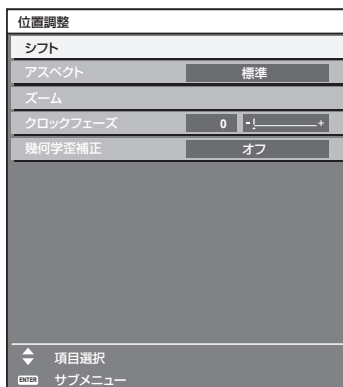 位置調整
シフト
アスペクト 標準
ズーム
クロックフェーズ 0 - +
幾何学歪補正 オフ
項目選択
ENTER サブメニュー